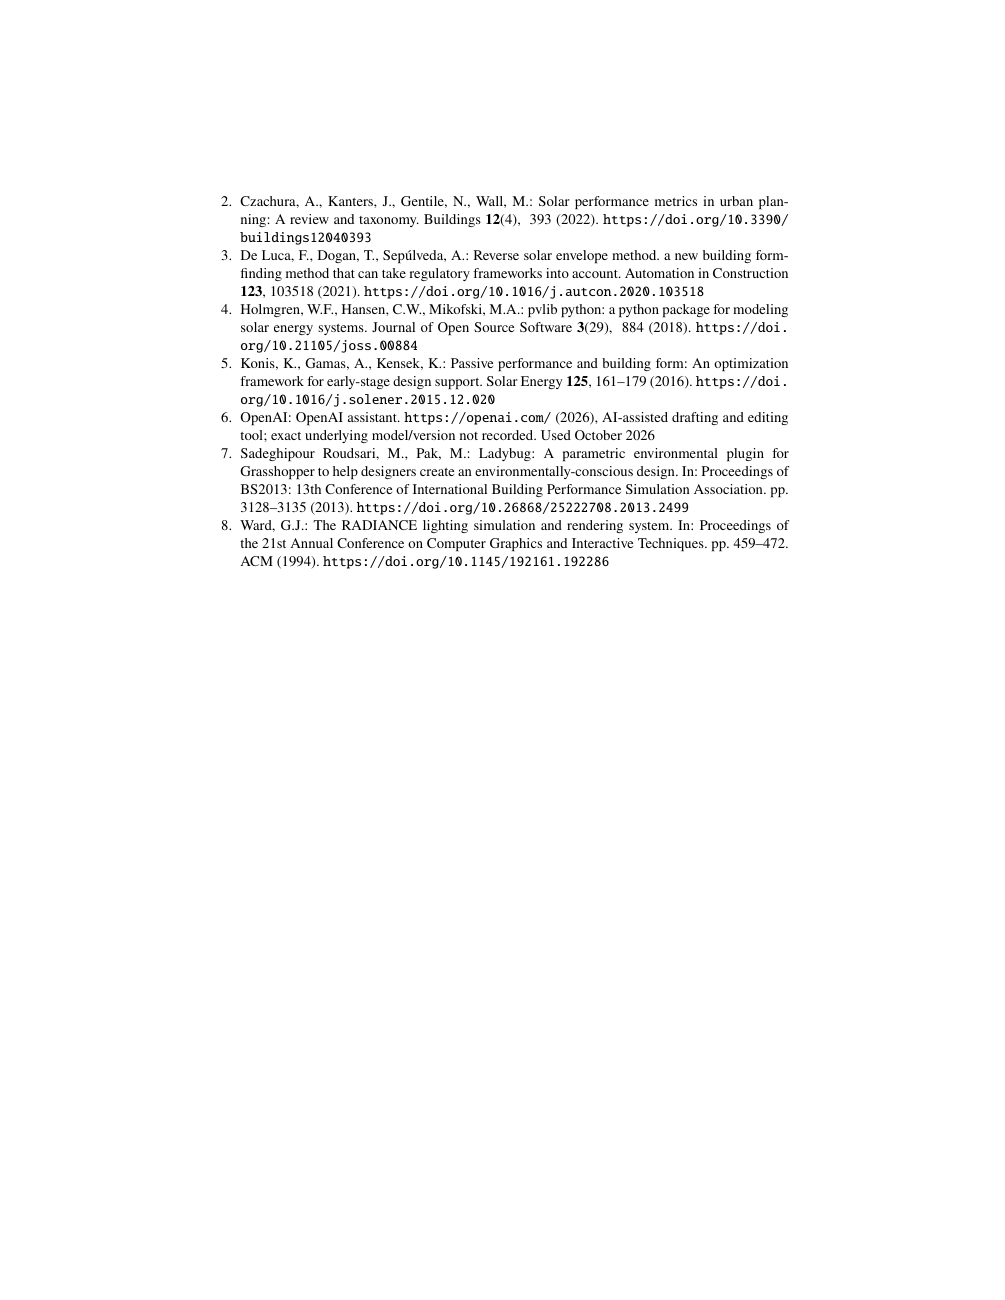 2. Czachura, A., Kanters, J., Gentile, N., Wall, M.: Solar performance metrics in urban plan-
ning: A review and taxonomy. Buildings 12(4), 393 (2022). https://doi.org/10.3390/
buildings12040393
3. De Luca, F., Dogan, T., Sepúlveda, A.: Reverse solar envelope method. a new building form-
finding method that can take regulatory frameworks into account. Automation in Construction
123, 103518 (2021). https://doi.org/10.1016/j.autcon.2020.103518
4. Holmgren, W.F., Hansen, C.W., Mikofski, M.A.: pvlib python: a python package for modeling
solar energy systems. Journal of Open Source Software 3(29), 884 (2018). https://doi.
org/10.21105/joss.00884
5. Konis, K., Gamas, A., Kensek, K.: Passive performance and building form: An optimization
framework for early-stage design support. Solar Energy 125, 161–179 (2016). https://doi.
org/10.1016/j.solener.2015.12.020
6. OpenAI: OpenAI assistant. https://openai.com/ (2026), AI-assisted drafting and editing
tool; exact underlying model/version not recorded. Used October 2026
7. Sadeghipour Roudsari, M., Pak, M.: Ladybug: A parametric environmental plugin for
Grasshopper to help designers create an environmentally-conscious design. In: Proceedings of
BS2013: 13th Conference of International Building Performance Simulation Association. pp.
3128–3135 (2013). https://doi.org/10.26868/25222708.2013.2499
8. Ward, G.J.: The RADIANCE lighting simulation and rendering system. In: Proceedings of
the 21st Annual Conference on Computer Graphics and Interactive Techniques. pp. 459–472.
ACM (1994). https://doi.org/10.1145/192161.192286